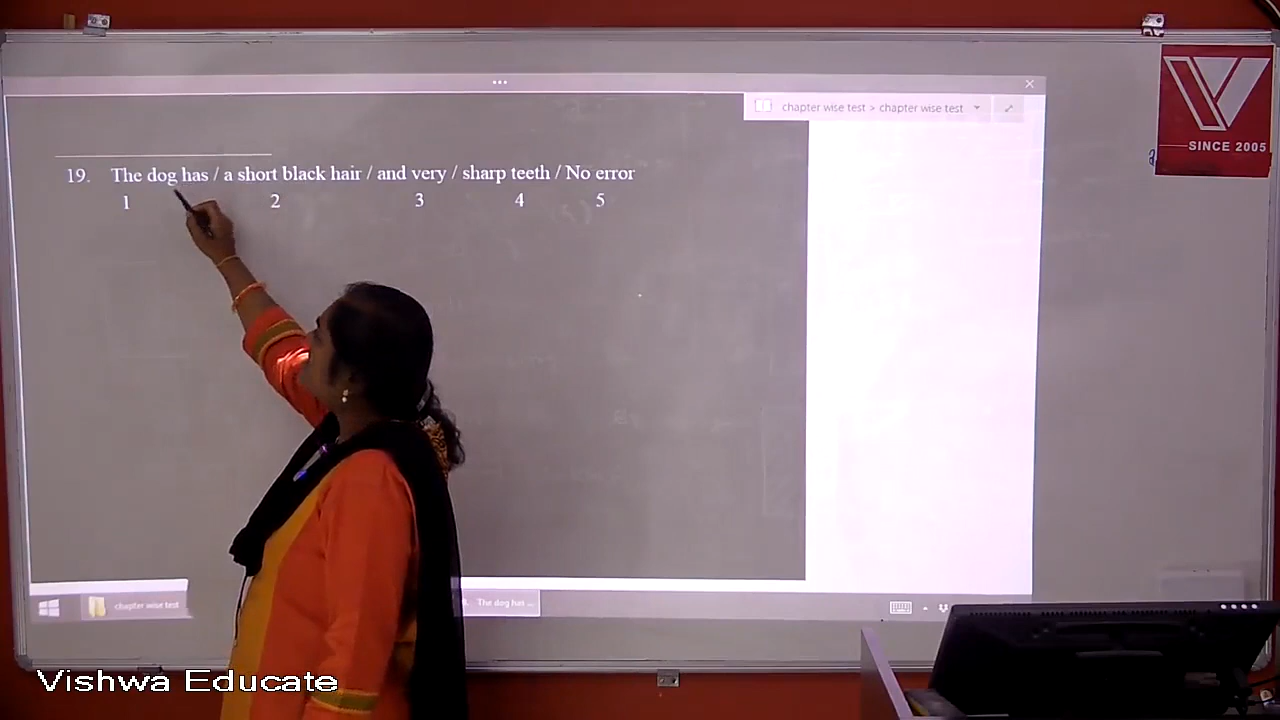 chapter wise test > chapter wise test
SINCE 2005
19. The dog has / a short black hair / and very / sharp teeth / No error
1 2 3 4 5
chapter wise test
The dog has ...
Vishwa Educate